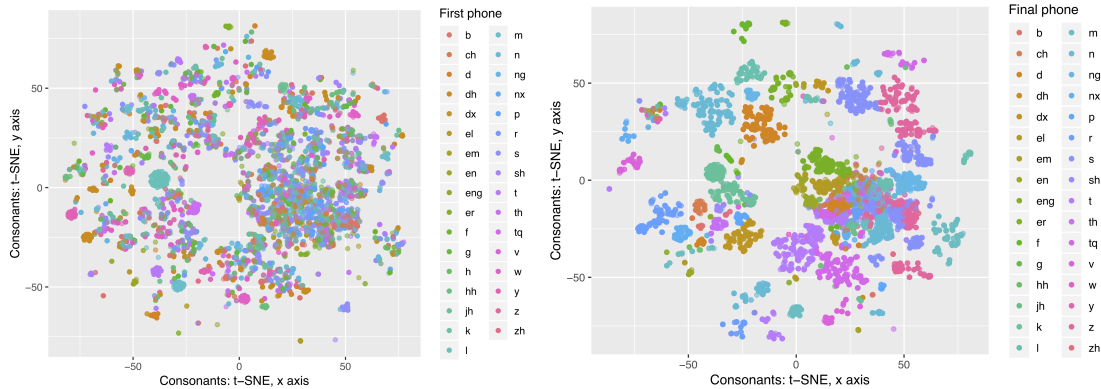 First phone
b m
ch n
d ng
dh nx
dx p
el r
em s
en sh
eng t
er th
f tq
g v
h w
hh y
jh z
k zh
l
50
0
−50
−50 0 50
Consonants: t−SNE, y axis
Consonants: t−SNE, x axis
Final phone
b m
ch n
d ng
dh nx
dx p
el r
em s
en sh
eng t
er th
f tq
g v
hh w
jh y
k z
l zh
50
0
−50
−50 0 50
Consonants: t−SNE, y axis
Consonants: t−SNE, x axis